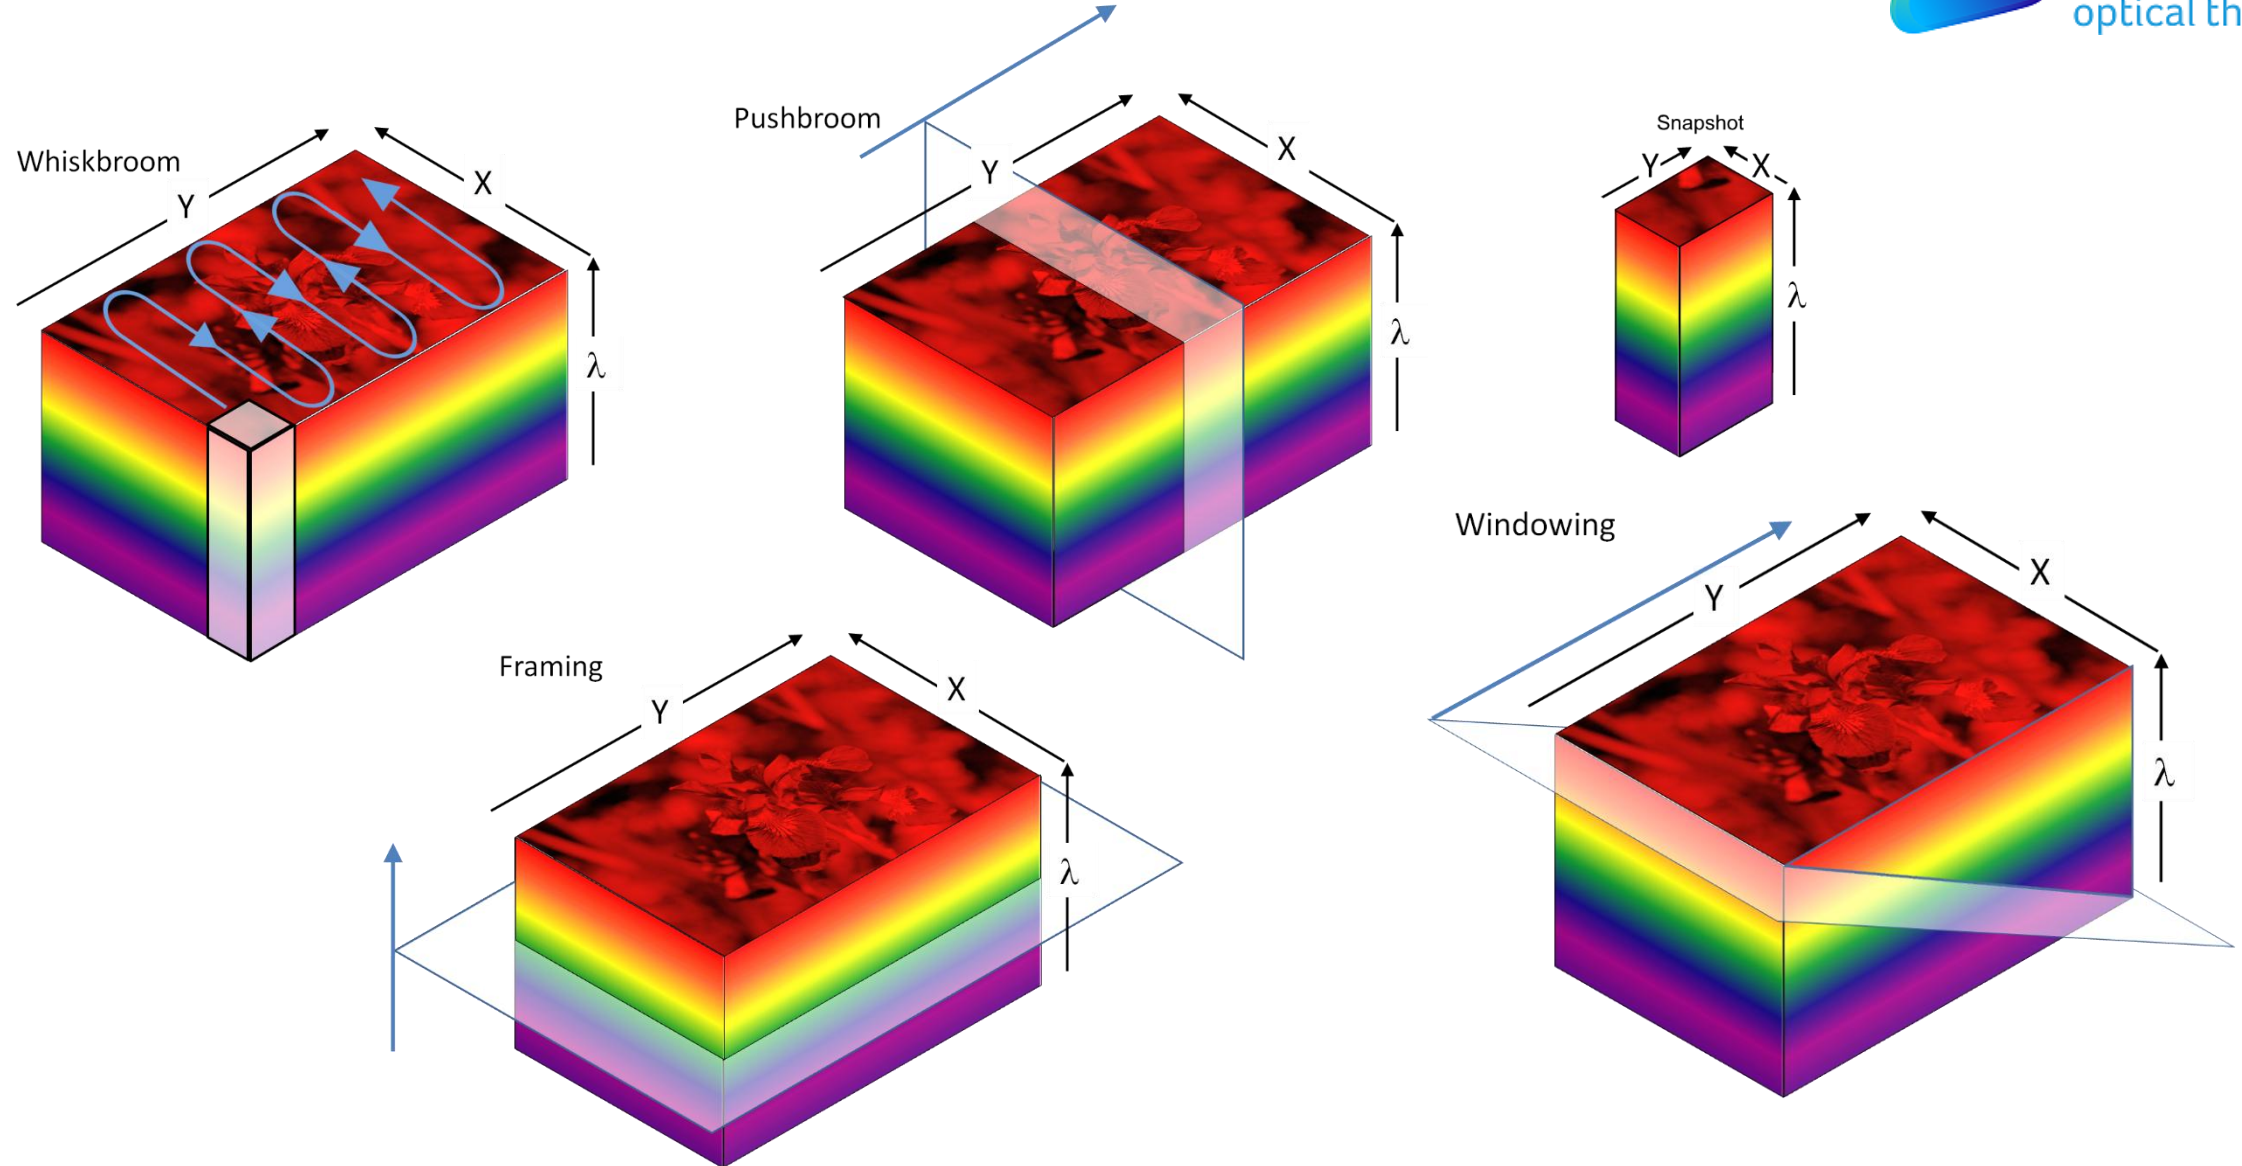 optical th
Whiskbroom
Y
X
λ
Pushbroom
Y
X
λ
Snapshot
Y
X
λ
Framing
Y
X
λ
Windowing
Y
X
λ